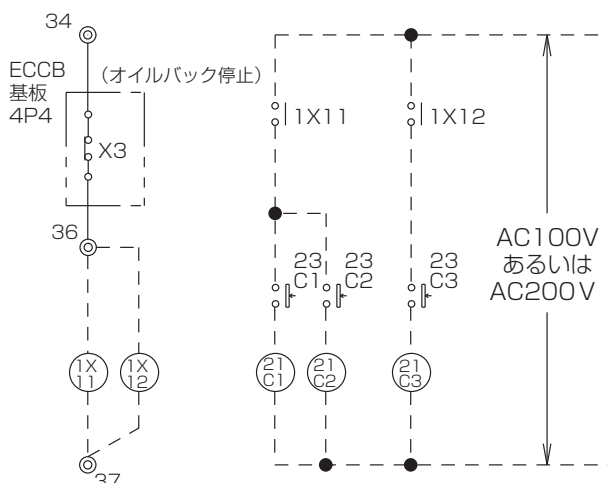 34
ECCB
基板
4P4
(オイルバック停止)
X3
36
1X
11
1X
12
37
1X11
1X12
23
C1
23
C2
23
C3
21
C1
21
C2
21
C3
AC100V
あるいは
AC200V